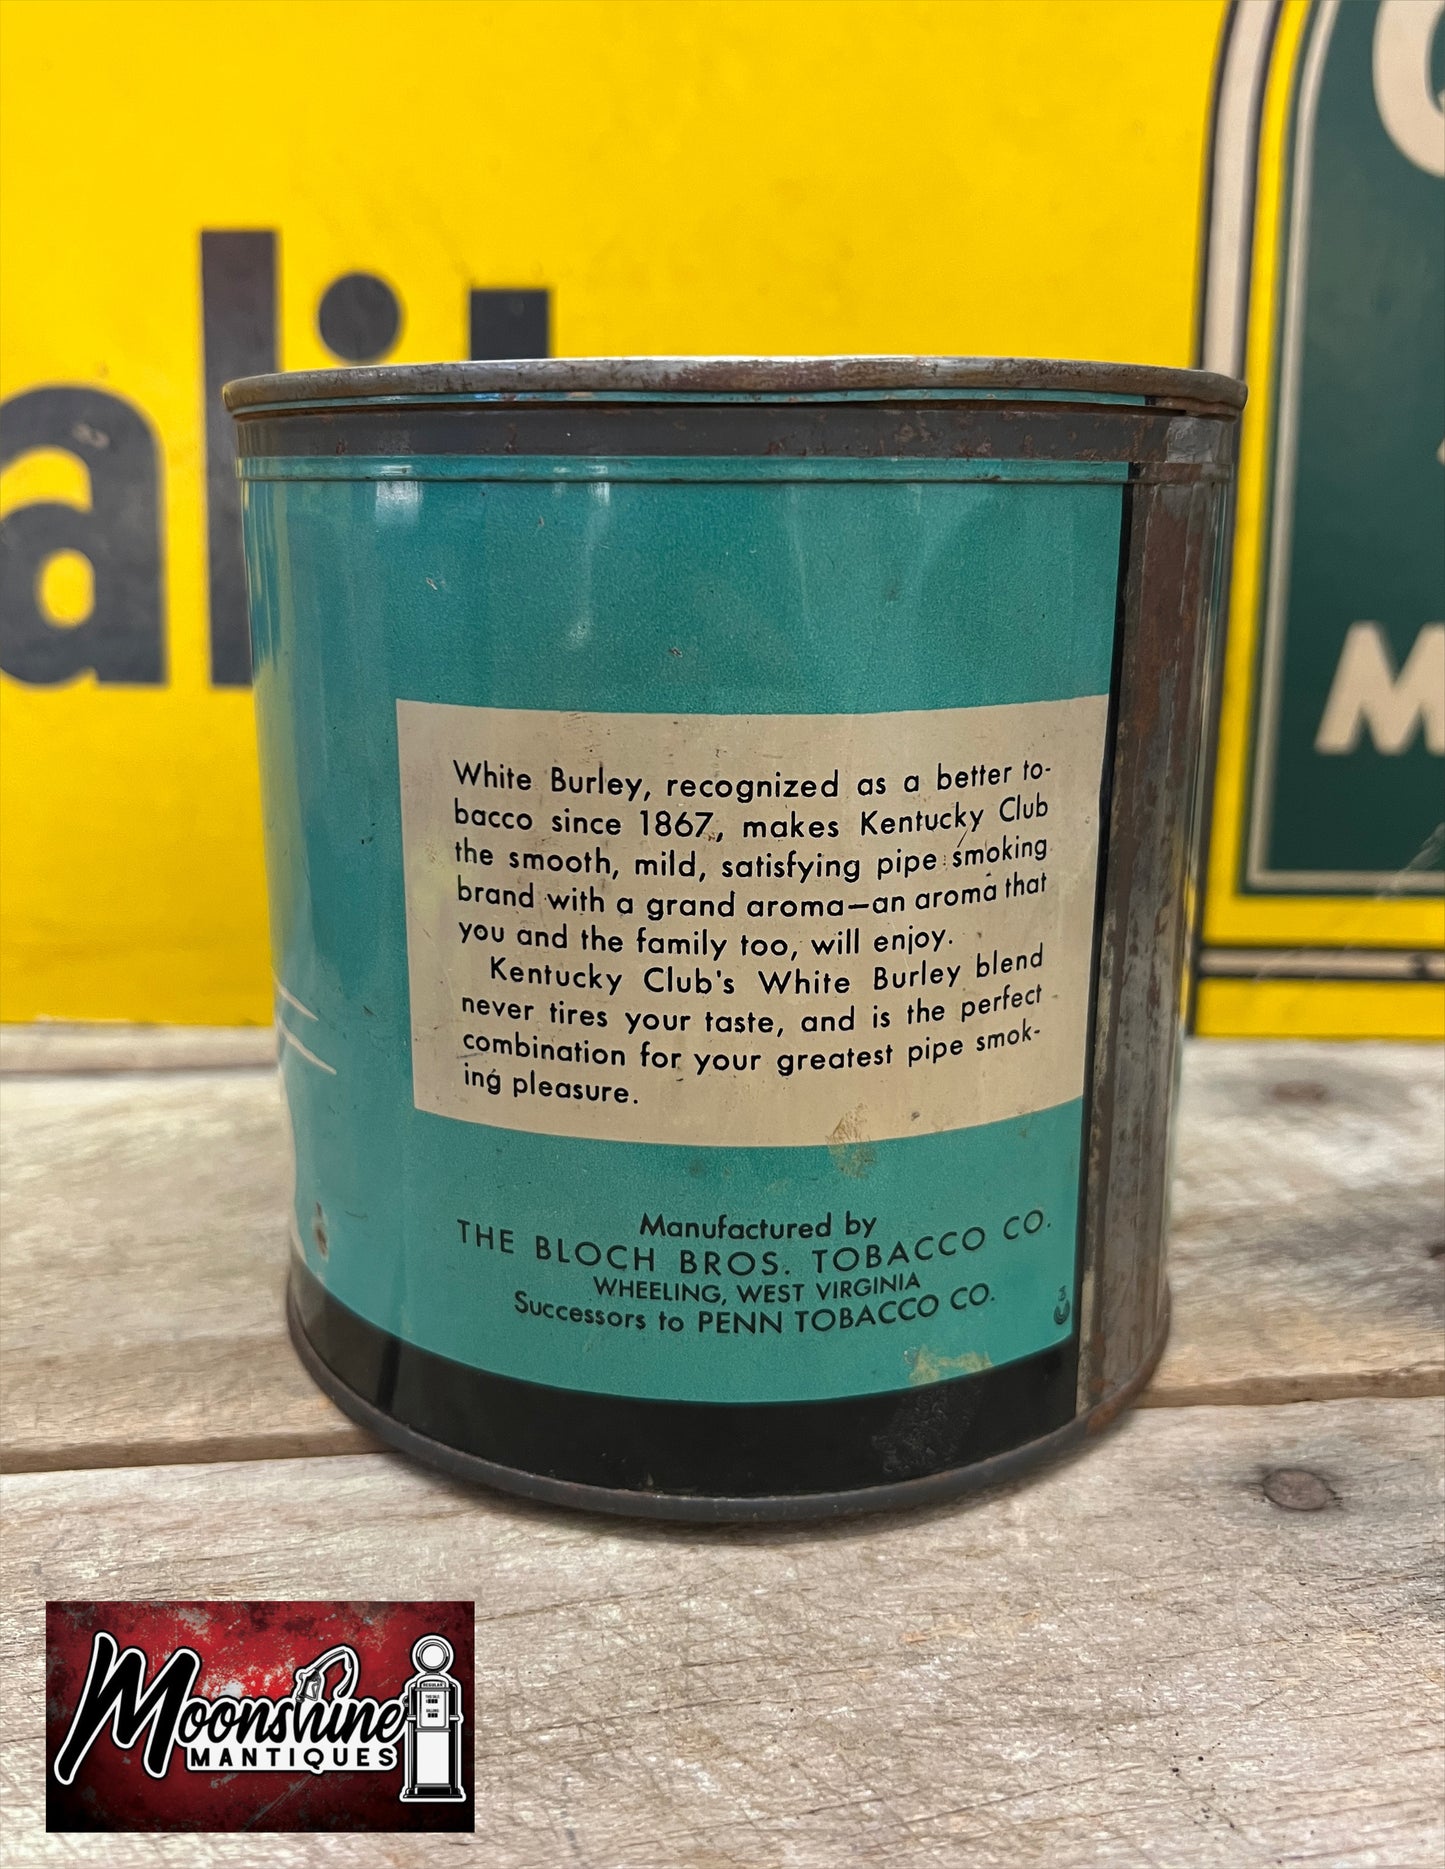 alit
Q
M
White Burley, recognized as a better to-
bacco since 1867, makes Kentucky Club
the smooth, mild, satisfying pipe smoking
brand with a grand aroma—an aroma that
you and the family too, will enjoy.
Kentucky Club's White Burley blend
never tires your taste, and is the perfect
combination for your greatest pipe smok-
ing pleasure.
Manufactured by
THE BLOCH BROS. TOBACCO CO.
WHEELING, WEST VIRGINIA
Successors to PENN TOBACCO CO.
Moonshine
MANTIQUES
REGULAR